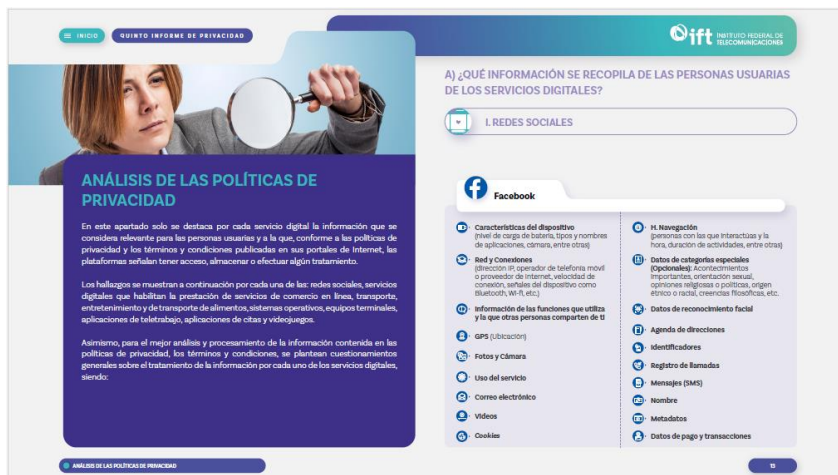 INICIO
QUINTO INFORME DE PRIVACIDAD
ift INSTITUTO FEDERAL DE
TELECOMUNICACIONES
ANÁLISIS DE LAS POLÍTICAS DE
PRIVACIDAD
En este apartado solo se destaca por cada servicio digital la información que se
considera relevante para las personas usuarias y a la que, conforme a las políticas de
privacidad y los términos y condiciones publicadas en sus portales de Internet, las
plataformas señalan tener acceso, almacenar o efectuar algún tratamiento.
Los hallazgos se muestran a continuación por cada una de las: redes sociales, servicios
digitales que habilitan la prestación de servicios de comercio en línea, transporte,
entretenimiento y de transporte de alimentos, sistemas operativos, equipos terminales,
aplicaciones de teletrabajo, aplicaciones de citas y videojuegos.
Asimismo, para el mejor análisis y procesamiento de la información contenida en las
políticas de privacidad, los términos y condiciones, se plantean cuestionamientos
generales sobre el tratamiento de la información por cada uno de los servicios digitales,
siendo:
A) ¿QUÉ INFORMACIÓN SE RECOPILA DE LAS PERSONAS USUARIAS
DE LOS SERVICIOS DIGITALES?
I. REDES SOCIALES
Facebook
Características del dispositivo
(nivel de carga de batería, tipos y nombres
de aplicaciones, cámara, entre otras)
Red y Conexiones
(dirección IP, operador de telefonía móvil
o proveedor de Internet, velocidad de
conexión, señales del dispositivo como
Bluetooth, Wi-Fi, etc.)
Información de las funciones que utiliza
y la que otras personas comparten de ti
GPS (Ubicación)
Fotos y Cámara
Uso del servicio
Correo electrónico
Videos
Cookies
H. Navegación
(personas con las que interactúas y la
hora, duración de actividades, entre otras)
Datos de categorías especiales
(Opcionales): Acontecimientos
importantes, orientación sexual,
opiniones religiosas o políticas, origen
étnico o racial, creencias filosóficas, etc.
Datos de reconocimiento facial
Agenda de direcciones
Identificadores
Registro de llamadas
Mensajes (SMS)
Nombre
Metadatos
Datos de pago y transacciones
ANÁLISIS DE LAS POLÍTICAS DE PRIVACIDAD
15